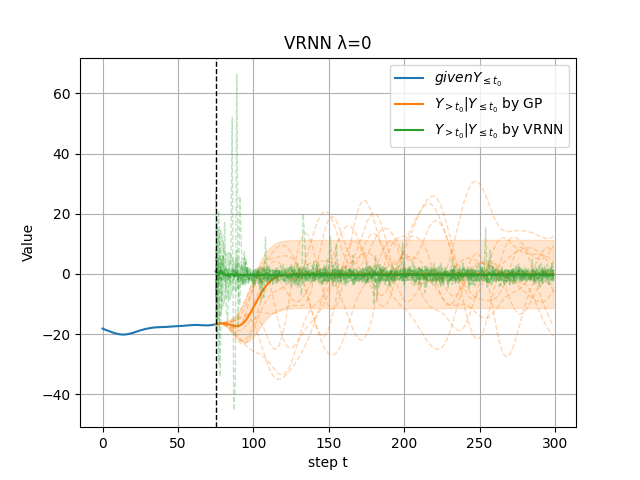 VRNN λ=0
givenY≤t₀
Y>t₀|Y≤t₀ by GP
Y>t₀|Y≤t₀ by VRNN
Value
60
40
20
0
−20
−40
0 50 100 150 200 250 300
step t